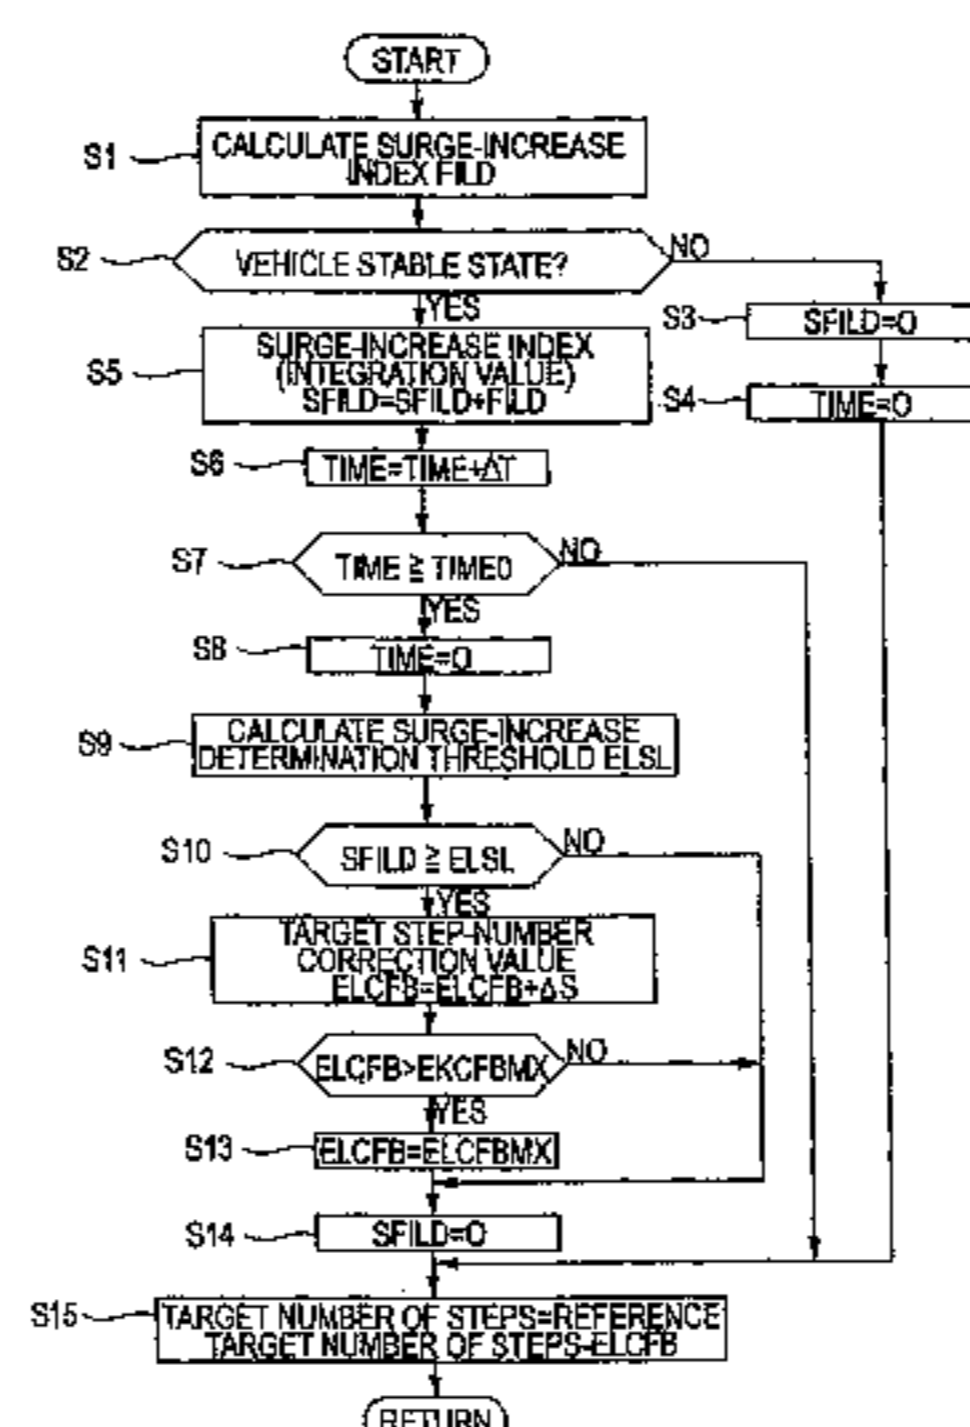 START
S1
CALCULATE SURGE-INCREASE
INDEX FILD
S2
VEHICLE STABLE STATE?
NO
YES
S3
SFILD=0
S4
TIME=0
S5
SURGE-INCREASE INDEX
(INTEGRATION VALUE)
SFILD=SFILD+FILD
S6
TIME=TIME+ΔT
S7
TIME ≧ TIME0
NO
YES
S8
TIME=0
S9
CALCULATE SURGE-INCREASE
DETERMINATION THRESHOLD ELSL
S10
SFILD ≧ ELSL
NO
YES
S11
TARGET STEP-NUMBER
CORRECTION VALUE
ELCFB=ELCFB+ΔS
S12
ELCFB>EKCFBMX
NO
YES
S13
ELCFB=ELCFBMX
S14
SFILD=0
S15
TARGET NUMBER OF STEPS=REFERENCE
TARGET NUMBER OF STEPS-ELCFB
RETURN